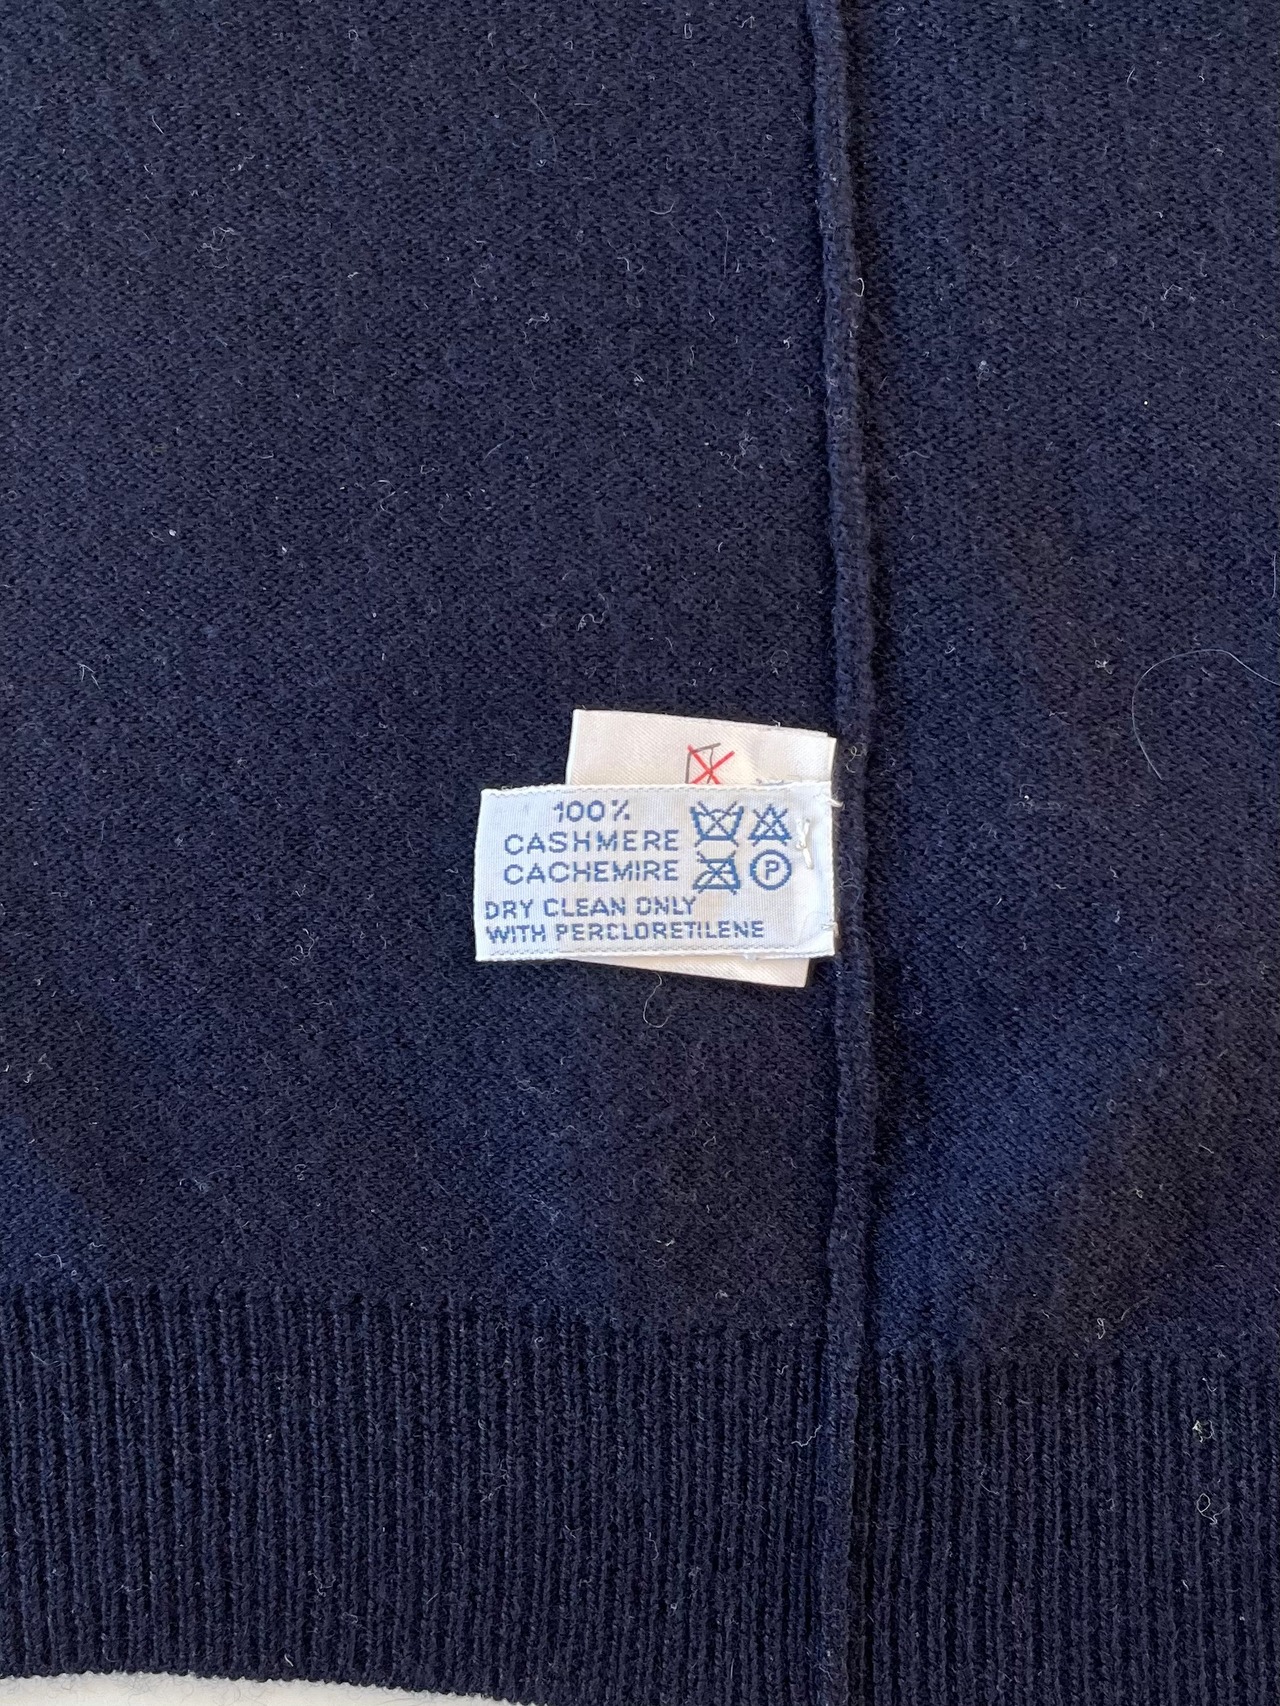 100%
CASHMERE
CACHEMIRE
P
DRY CLEAN ONLY
WITH PERCLORETILENE